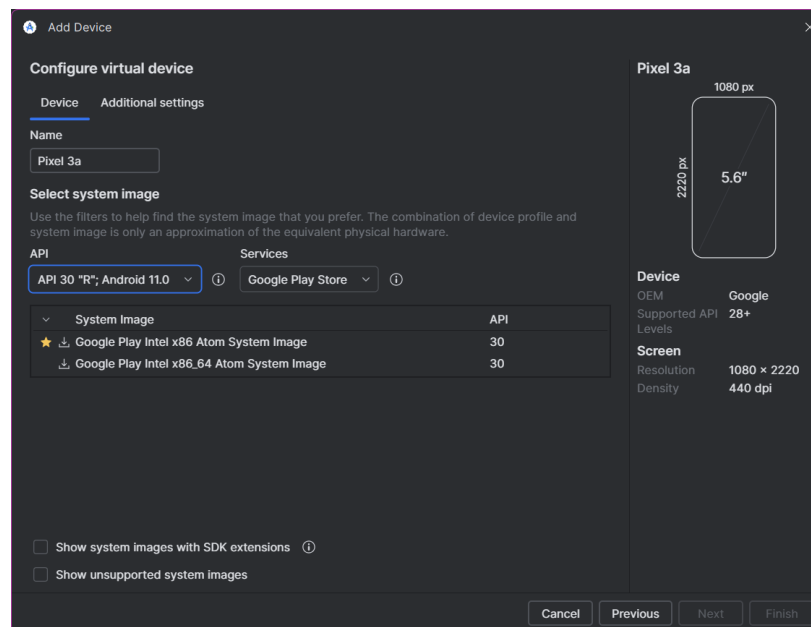 Add Device
Configure virtual device
Device Additional settings
Name
Pixel 3a
Select system image
Use the filters to help find the system image that you prefer. The combination of device profile and
system image is only an approximation of the equivalent physical hardware.
API Services
API 30 "R"; Android 11.0 Google Play Store
System Image API
Google Play Intel x86 Atom System Image 30
Google Play Intel x86_64 Atom System Image 30
Show system images with SDK extensions
Show unsupported system images
Pixel 3a
1080 px
2220 px
5.6″
Device
OEM Google
Supported API 28+
Levels
Screen
Resolution 1080 × 2220
Density 440 dpi
Cancel Previous Next Finish